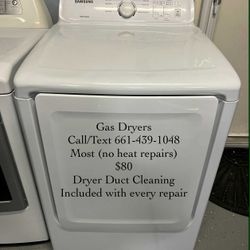 SAMSUNG
Gas Dryers
Call/Text 661-439-1048
Most (no heat repairs)
$80
Dryer Duct Cleaning
Included with every repair